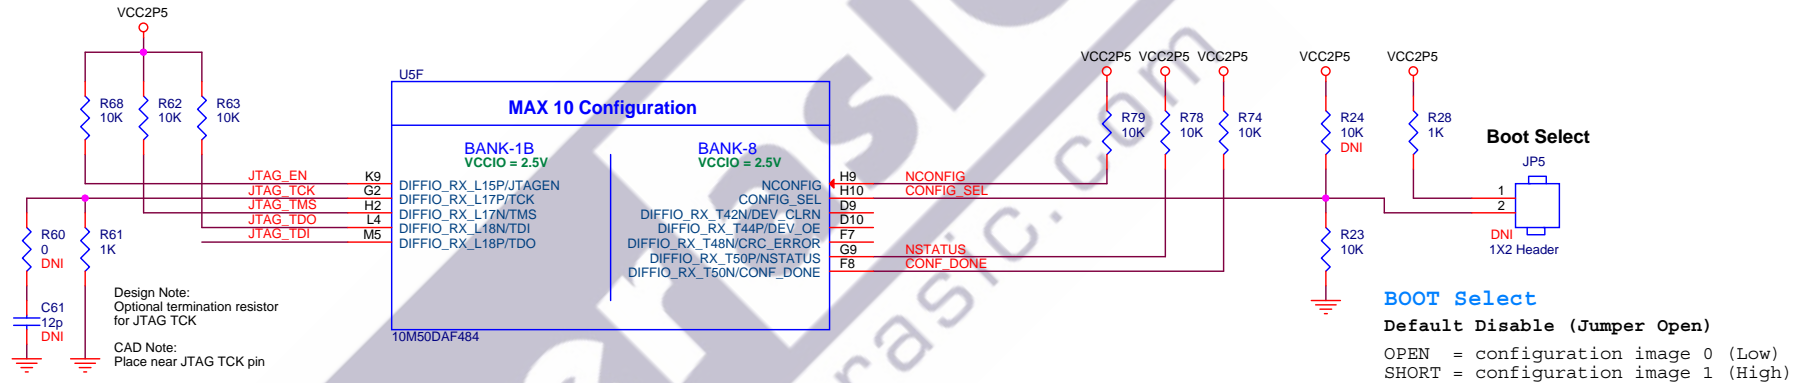 VCC2P5
R68
10K
R62
10K
R63
10K
U5F
MAX 10 Configuration
BANK-1B
VCCIO = 2.5V
BANK-8
VCCIO = 2.5V
JTAG_EN K9 DIFFIO_RX_L15P/JTAGEN
JTAG_TCK G2 DIFFIO_RX_L17P/TCK
JTAG_TMS H2 DIFFIO_RX_L17N/TMS
JTAG_TDO L4 DIFFIO_RX_L18N/TDI
JTAG_TDI M5 DIFFIO_RX_L18P/TDO
NCONFIG H9 NCONFIG
CONFIG_SEL H10 CONFIG_SEL
DIFFIO_RX_T42N/DEV_CLRN D9
DIFFIO_RX_T44P/DEV_OE D10
DIFFIO_RX_T48N/CRC_ERROR F7
DIFFIO_RX_T50P/NSTATUS G9 NSTATUS
DIFFIO_RX_T50N/CONF_DONE F8 CONF_DONE
10M50DAF484
R60
0
DNI
R61
1K
C61
12p
DNI
Design Note:
Optional termination resistor
for JTAG TCK
CAD Note:
Place near JTAG TCK pin
VCC2P5 VCC2P5 VCC2P5 VCC2P5 VCC2P5
R79
10K
R78
10K
R74
10K
R24
10K
DNI
R28
1K
R23
10K
Boot Select
JP5
1
2
DNI
1X2 Header
BOOT Select
Default Disable (Jumper Open)
OPEN = configuration image 0 (Low)
SHORT = configuration image 1 (High)
rasic.com